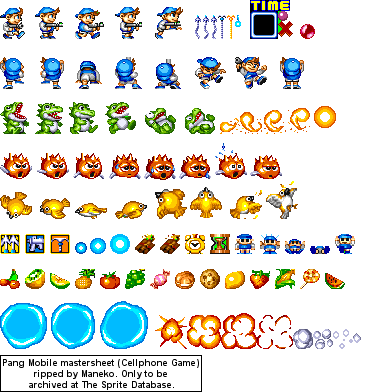 TIME
Pang Mobile mastersheet (Cellphone Game)
ripped by Maneko. Only to be
archived at The Sprite Database.